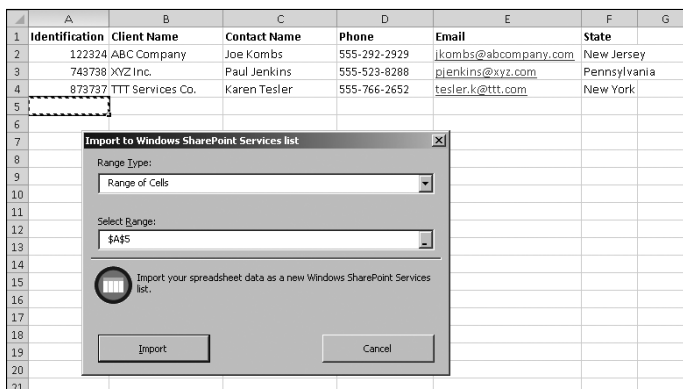 A B C D E F G
1 Identification Client Name Contact Name Phone Email State
2 122324 ABC Company Joe Kombs 555-292-2929 jkombs@abccompany.com New Jersey
3 743738 XYZ Inc. Paul Jenkins 555-523-8288 pjenkins@xyz.com Pennsylvania
4 873737 TTT Services Co. Karen Tesler 555-766-2652 tesler.k@ttt.com New York
5
6
7 Import to Windows SharePoint Services list
8 Range Type:
9 Range of Cells
10
11
12 Select Range:
13 $A$5
14
15 Import your spreadsheet data as a new Windows SharePoint Services
16 list.
17
18
19 Import Cancel
20
21